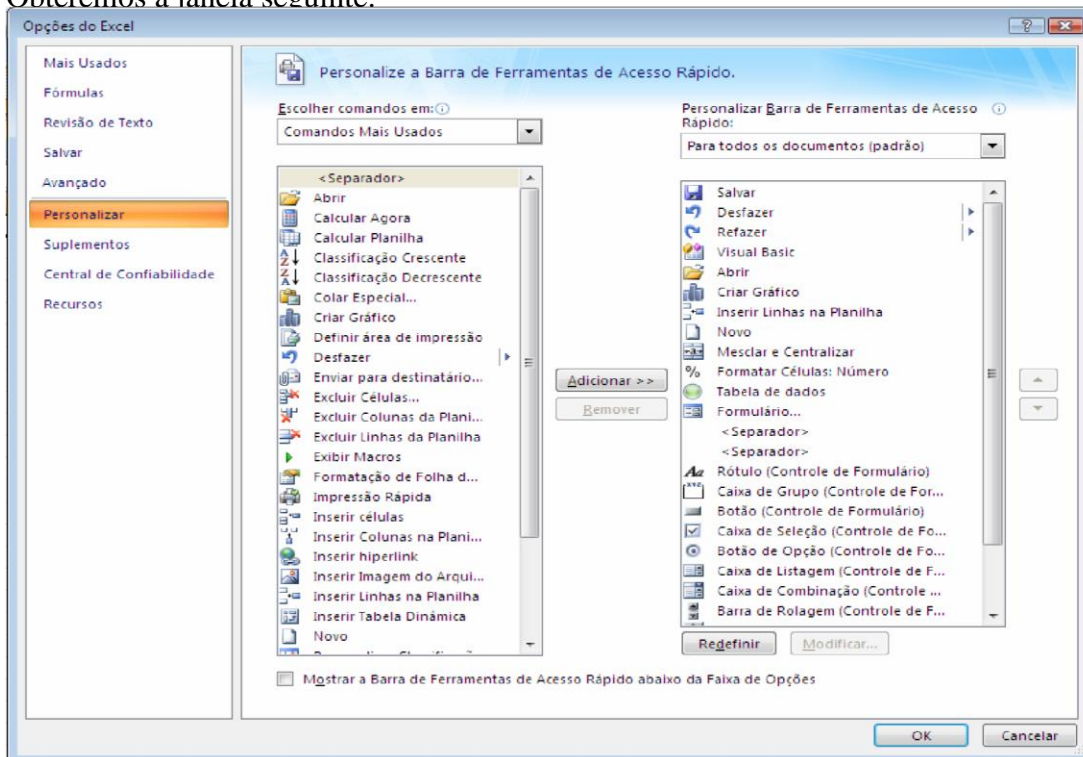 Obteremos a janela seguinte:
Opções do Excel
Mais Usados
Fórmulas
Revisão de Texto
Salvar
Avançado
Personalizar
Suplementos
Central de Confiabilidade
Recursos
Personalize a Barra de Ferramentas de Acesso Rápido.
Escolher comandos em:
Comandos Mais Usados
<Separador>
Abrir
Calcular Agora
Calcular Planilha
Classificação Crescente
Classificação Decrescente
Colar Especial...
Criar Gráfico
Definir área de impressão
Desfazer
Enviar para destinatário...
Excluir Células...
Excluir Colunas da Plani...
Excluir Linhas da Planilha
Exibir Macros
Formatação de Folha d...
Impressão Rápida
Inserir células
Inserir Colunas na Plani...
Inserir hiperlink
Inserir Imagem do Arqui...
Inserir Linhas na Planilha
Inserir Tabela Dinâmica
Novo
Adicionar >>
Remover
Personalizar Barra de Ferramentas de Acesso
Rápido:
Para todos os documentos (padrão)
Salvar
Desfazer
Refazer
Visual Basic
Abrir
Criar Gráfico
Inserir Linhas na Planilha
Novo
Mesclar e Centralizar
% Formatar Células: Número
Tabela de dados
Formulário...
<Separador>
<Separador>
Aa Rótulo (Controle de Formulário)
Caixa de Grupo (Controle de For...
Botão (Controle de Formulário)
Caixa de Seleção (Controle de Fo...
Botão de Opção (Controle de Fo...
Caixa de Listagem (Controle de F...
Caixa de Combinação (Controle ...
Barra de Rolagem (Controle de F...
Redefinir
Modificar...
Mostrar a Barra de Ferramentas de Acesso Rápido abaixo da Faixa de Opções
OK
Cancelar